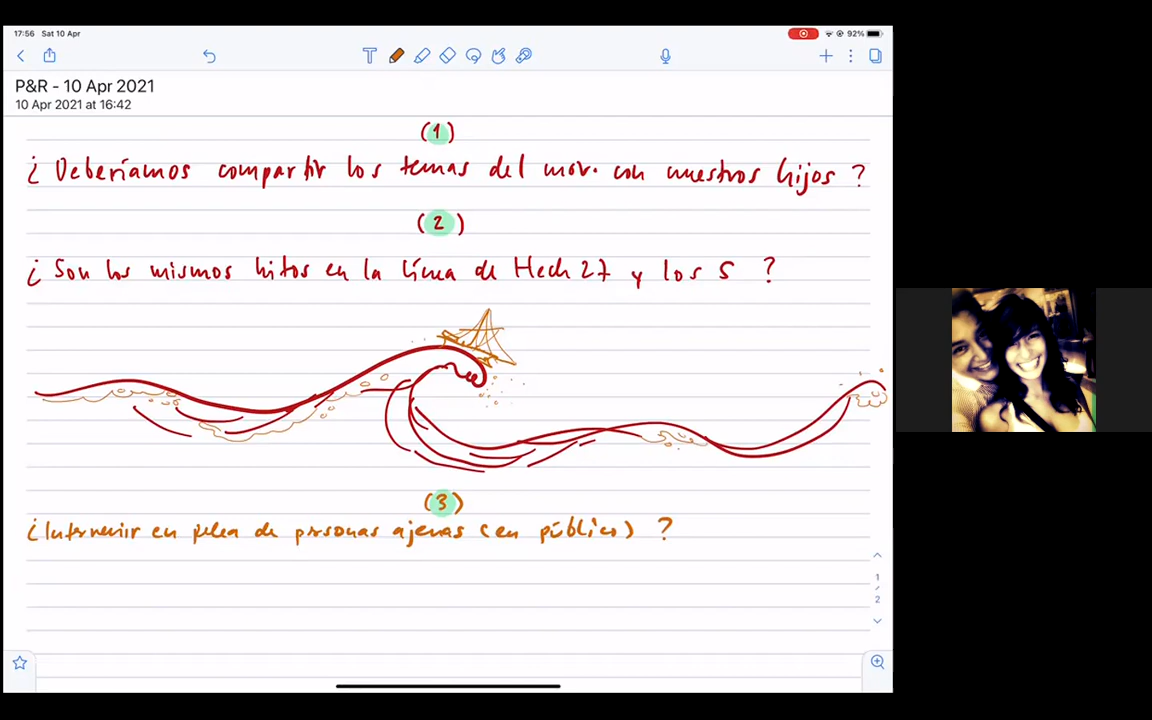 17:56 Sat 10 Apr
92%
P&R - 10 Apr 2021
10 Apr 2021 at 16:42
(1)
¿Deberíamos compartir los temas del mov. con nuestros hijos?
(2)
¿Son los mismos hitos en la línea de Hech 27 y los 5?
(3)
¿Intervenir en pelea de personas ajenas (en público)?
1
/
2